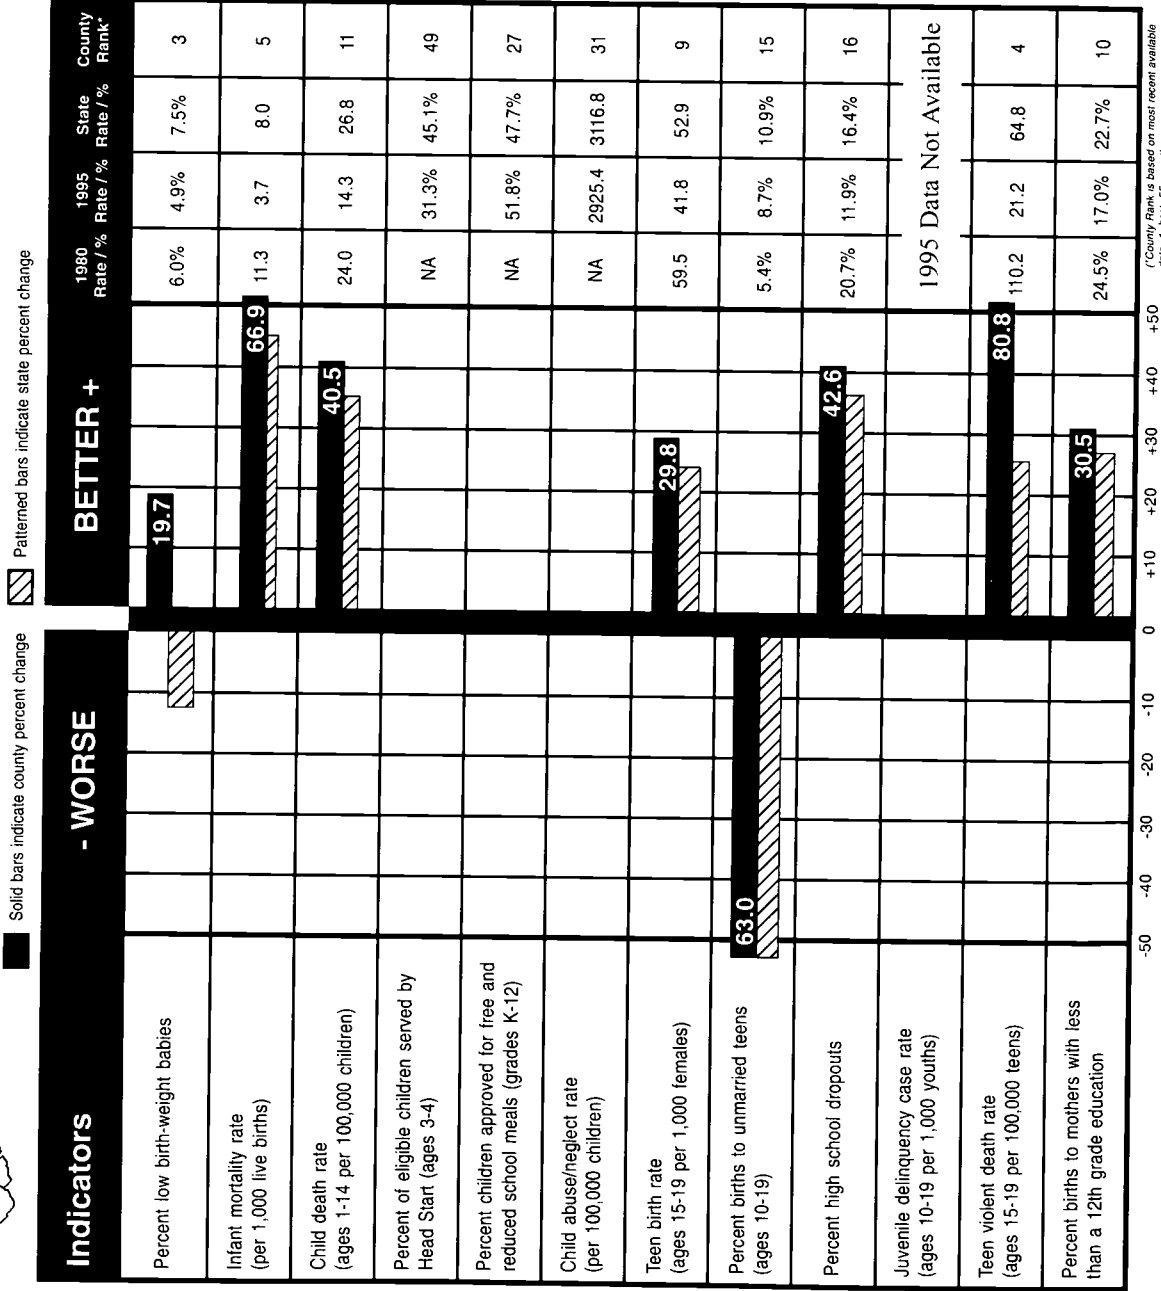 Solid bars indicate county percent change
Patterned bars indicate state percent change
Indicators
- WORSE
BETTER +
1980
Rate / %
1995
Rate / %
State
Rate / %
County
Rank*
Percent low birth-weight babies
19.7
6.0%
4.9%
7.5%
3
Infant mortality rate
(per 1,000 live births)
66.9
11.3
3.7
8.0
5
Child death rate
(ages 1-14 per 100,000 children)
40.5
24.0
14.3
26.8
11
Percent of eligible children served by
Head Start (ages 3-4)
NA
31.3%
45.1%
49
Percent children approved for free and
reduced school meals (grades K-12)
NA
51.8%
47.7%
27
Child abuse/neglect rate
(per 100,000 children)
NA
2925.4
3116.8
31
Teen birth rate
(ages 15-19 per 1,000 females)
29.8
59.5
41.8
52.9
9
Percent births to unmarried teens
(ages 10-19)
63.0
5.4%
8.7%
10.9%
15
Percent high school dropouts
42.6
20.7%
11.9%
16.4%
16
Juvenile delinquency case rate
(ages 10-19 per 1,000 youths)
1995 Data Not Available
Teen violent death rate
(ages 15-19 per 100,000 teens)
80.8
110.2
21.2
64.8
4
Percent births to mothers with less
than a 12th grade education
30.5
24.5%
17.0%
22.7%
10
-50
-40
-30
-20
-10
0
+10
+20
+30
+40
+50
(*County Rank is based on most recent available